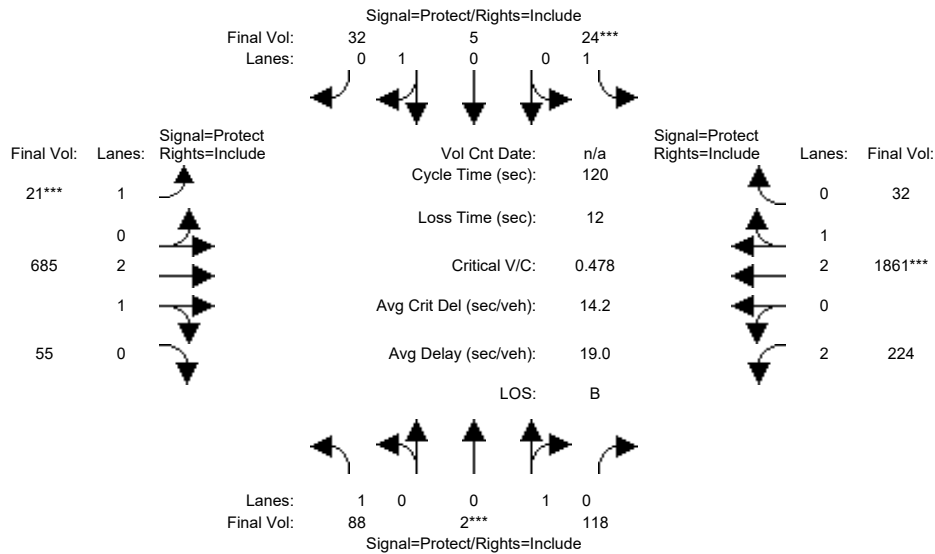 Signal=Protect/Rights=Include
Final Vol: 32 5 24***
Lanes: 0 1 0 0 1
Signal=Protect Signal=Protect
Final Vol: Lanes: Rights=Include Vol Cnt Date: n/a Rights=Include Lanes: Final Vol:
Cycle Time (sec): 120
21*** 1 0 32
Loss Time (sec): 12
0 1
685 2 Critical V/C: 0.478 2 1861***
1 Avg Crit Del (sec/veh): 14.2 0
55 0 Avg Delay (sec/veh): 19.0 2 224
LOS: B
Lanes: 1 0 0 1 0
Final Vol: 88 2*** 118
Signal=Protect/Rights=Include